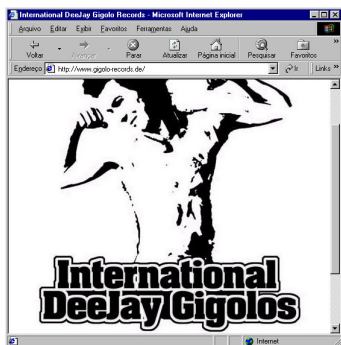 International DeeJay Gigolo Records - Microsoft Internet Explorer
Arquivo Editar Exibir Favoritos Ferramentas Ajuda
Voltar Avançar Parar Atualizar Página inicial Pesquisar Favoritos »
Endereço http://www.gigolo-records.de/ Ir Links »
International
DeeJay Gigolos
Internet